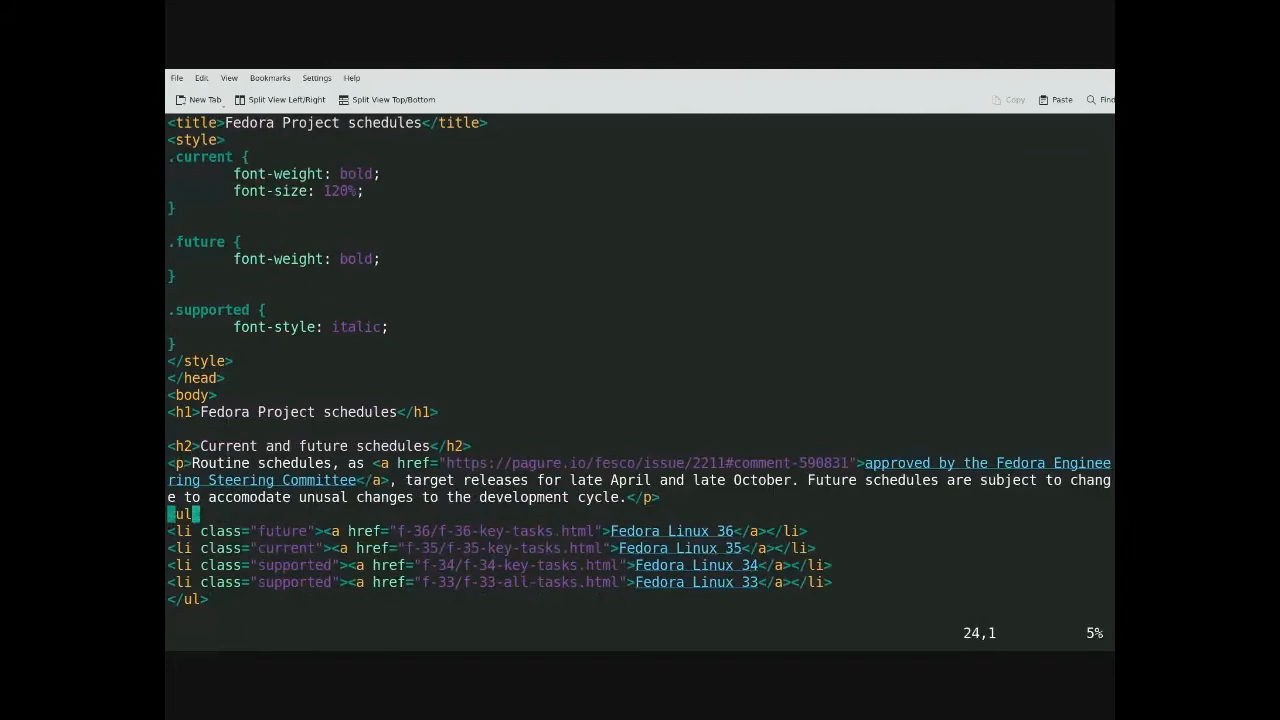 File Edit View Bookmarks Settings Help
New Tab Split View Left/Right Split View Top/Bottom Copy Paste Find
<title>Fedora Project schedules</title>
<style>
.current {
        font-weight: bold;
        font-size: 120%;
}

.future {
        font-weight: bold;
}

.supported {
        font-style: italic;
}
</style>
</head>
<body>
<h1>Fedora Project schedules</h1>

<h2>Current and future schedules</h2>
<p>Routine schedules, as <a href="https://pagure.io/fesco/issue/2211#comment-590831">approved by the Fedora Enginee
ring Steering Committee</a>, target releases for late April and late October. Future schedules are subject to chang
e to accomodate unusal changes to the development cycle.</p>
<ul>
<li class="future"><a href="f-36/f-36-key-tasks.html">Fedora Linux 36</a></li>
<li class="current"><a href="f-35/f-35-key-tasks.html">Fedora Linux 35</a></li>
<li class="supported"><a href="f-34/f-34-key-tasks.html">Fedora Linux 34</a></li>
<li class="supported"><a href="f-33/f-33-all-tasks.html">Fedora Linux 33</a></li>
</ul>
24,1 5%